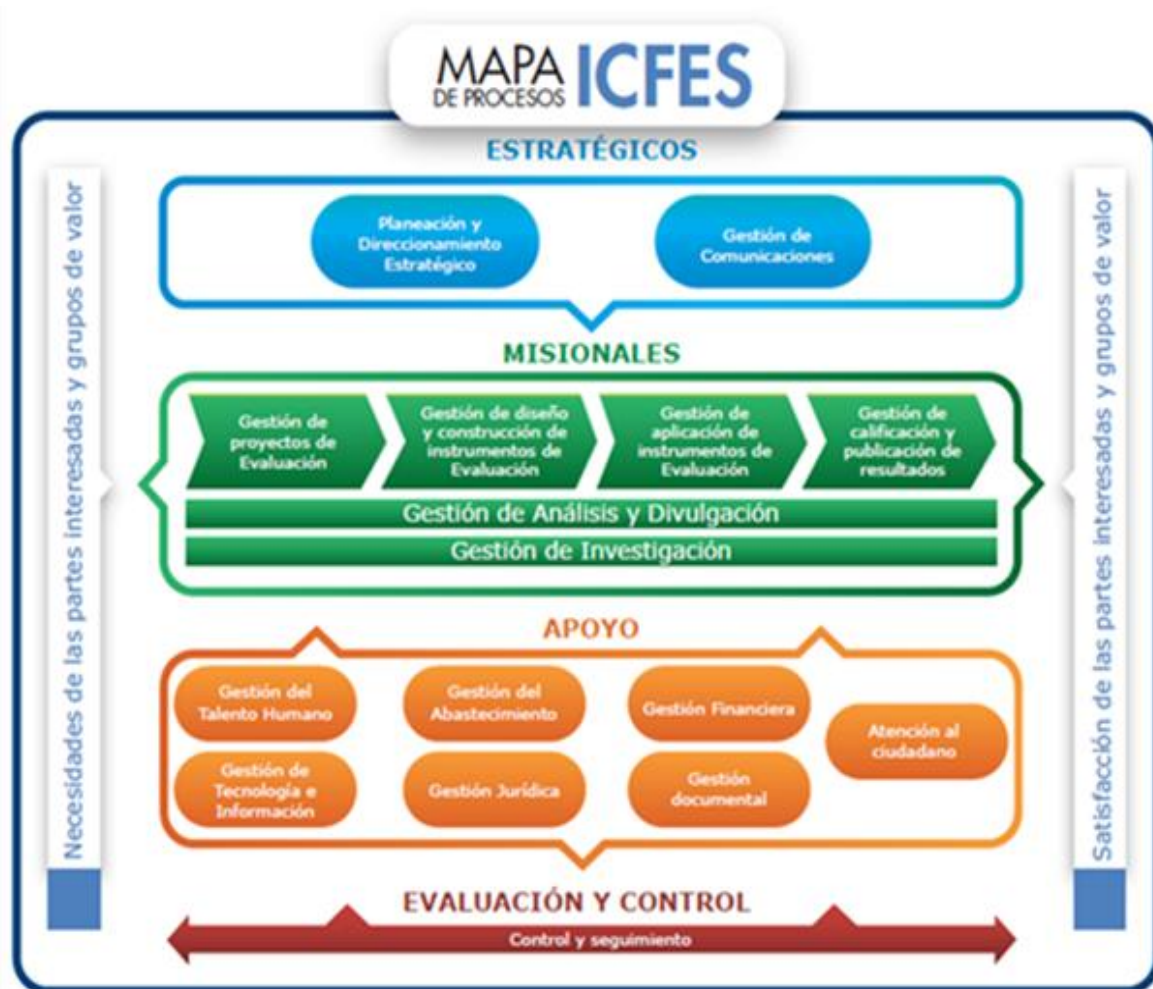 MAPA
DE PROCESOS
ICFES
ESTRATÉGICOS
Planeación y
Direccionamiento
Estratégico
Gestión de
Comunicaciones
MISIONALES
Gestión de
proyectos de
Evaluación
Gestión de diseño
y construcción de
instrumentos de
Evaluación
Gestión de
aplicación de
instrumentos de
Evaluación
Gestión de
calificación y
publicación de
resultados
Gestión de Análisis y Divulgación
Gestión de Investigación
APOYO
Gestión del
Talento Humano
Gestión del
Abastecimiento
Gestión Financiera
Atención al
ciudadano
Gestión de
Tecnología e
Información
Gestión Jurídica
Gestión
documental
EVALUACIÓN Y CONTROL
Control y seguimiento
Necesidades de las partes interesadas y grupos de valor
Satisfacción de las partes interesadas y grupos de valor